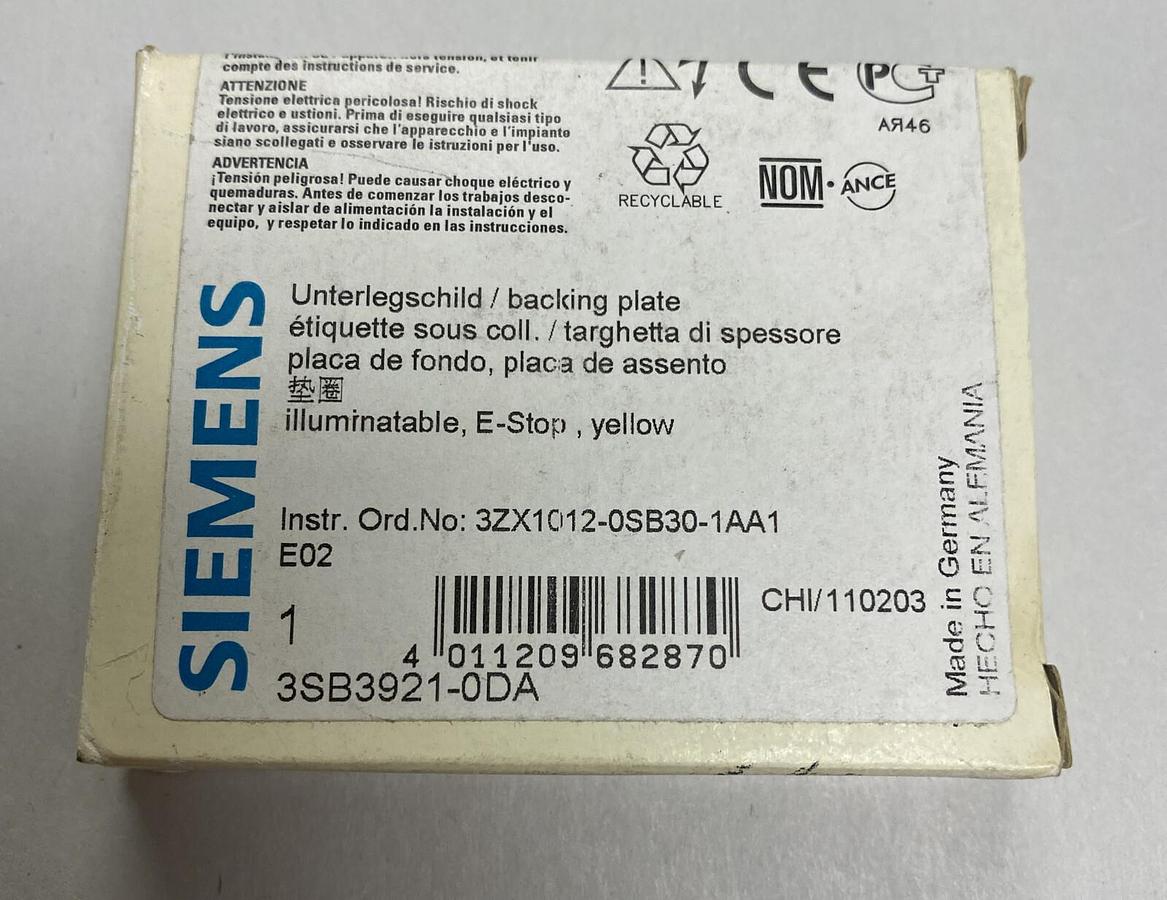 compte des instructions de service.
ATTENZIONE
Tensione elettrica pericolosa! Rischio di shock
elettrico e ustioni. Prima di eseguire qualsiasi tipo
di lavoro, assicurarsi che l'apparecchio e l'impianto
siano scollegati e osservare le istruzioni per l'uso.
ADVERTENCIA
¡Tensión peligrosa! Puede causar choque eléctrico y
quemaduras. Antes de comenzar los trabajos desco-
nectar y aislar de alimentación la instalación y el
equipo, y respetar lo indicado en las instrucciones.
CE
АЯ46
RECYCLABLE
NOM·ANCE
SIEMENS
Unterlegschild / backing plate
étiquette sous coll. / targhetta di spessore
placa de fondo, placa de assento
垫圈
illuminatable, E-Stop , yellow
Instr. Ord.No: 3ZX1012-0SB30-1AA1
E02
1
CHI/110203
4 011209 682870
3SB3921-0DA
Made in Germany
HECHO EN ALEMANIA